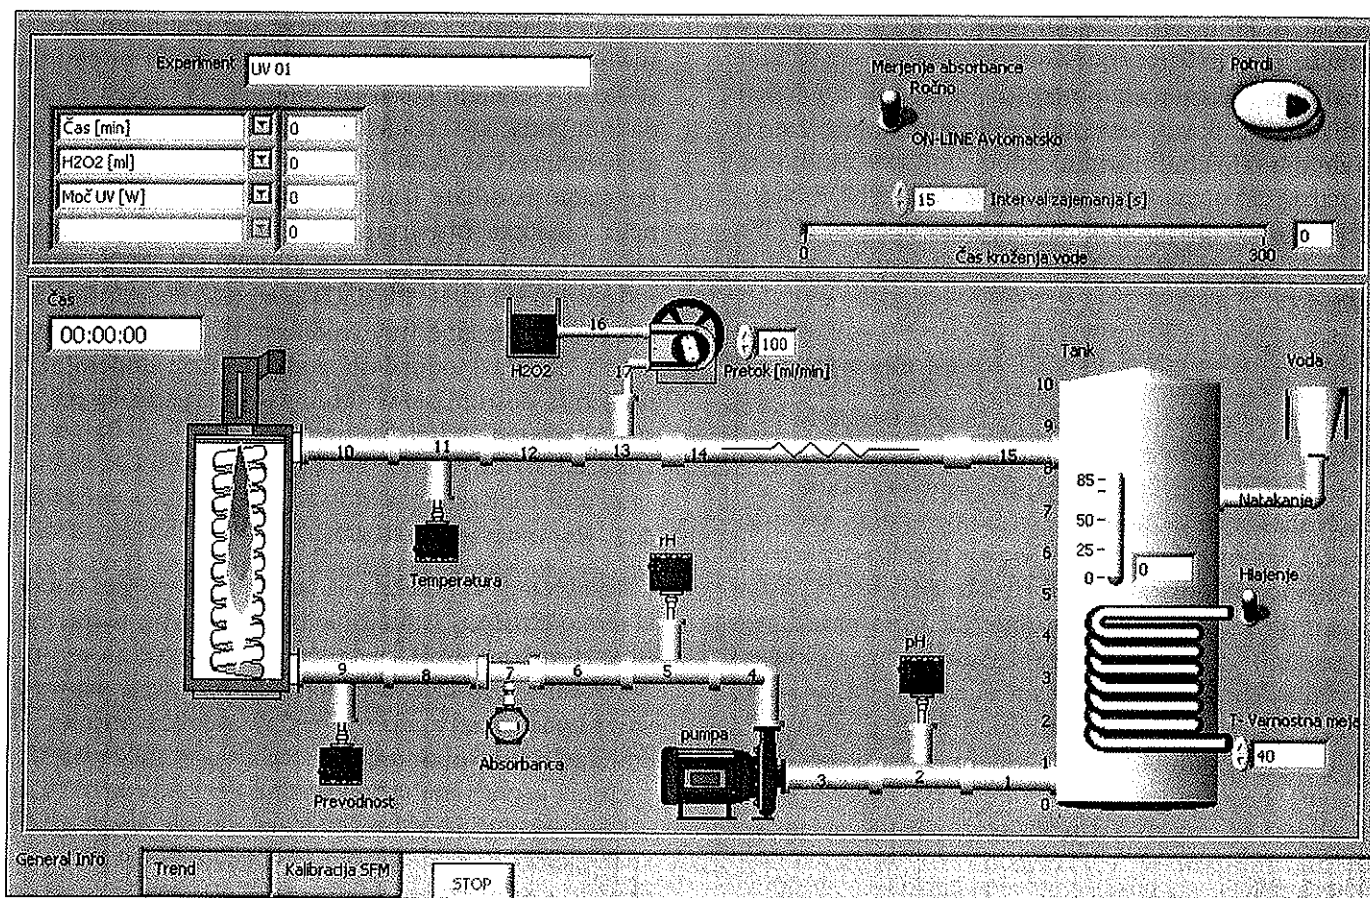 Experiment UV 01
Čas [min] 0
H2O2 [ml] 0
Moč UV [W] 0
0
Merjenje absorbance
Ročno
ON-LINE Avtomatsko
Potrdi
15 Interval zajemanja [s]
0 300 0
Čas kroženja vode
Čas
00:00:00
H2O2
16
17
100
Pretok [ml/min]
Tank
Voda
10
9
8
7
6
5
4
3
2
1
0
10 11 12 13 14 15
85
50
25
0
0
Natakanje
Temperatura
rH
Hlajenje
pH
9 8 7 6 5 4
T- Varnostna meja
40
pumpa
Absorbanca
Prevodnost
3 2 1
General Info Trend Kalibracija SFM STOP